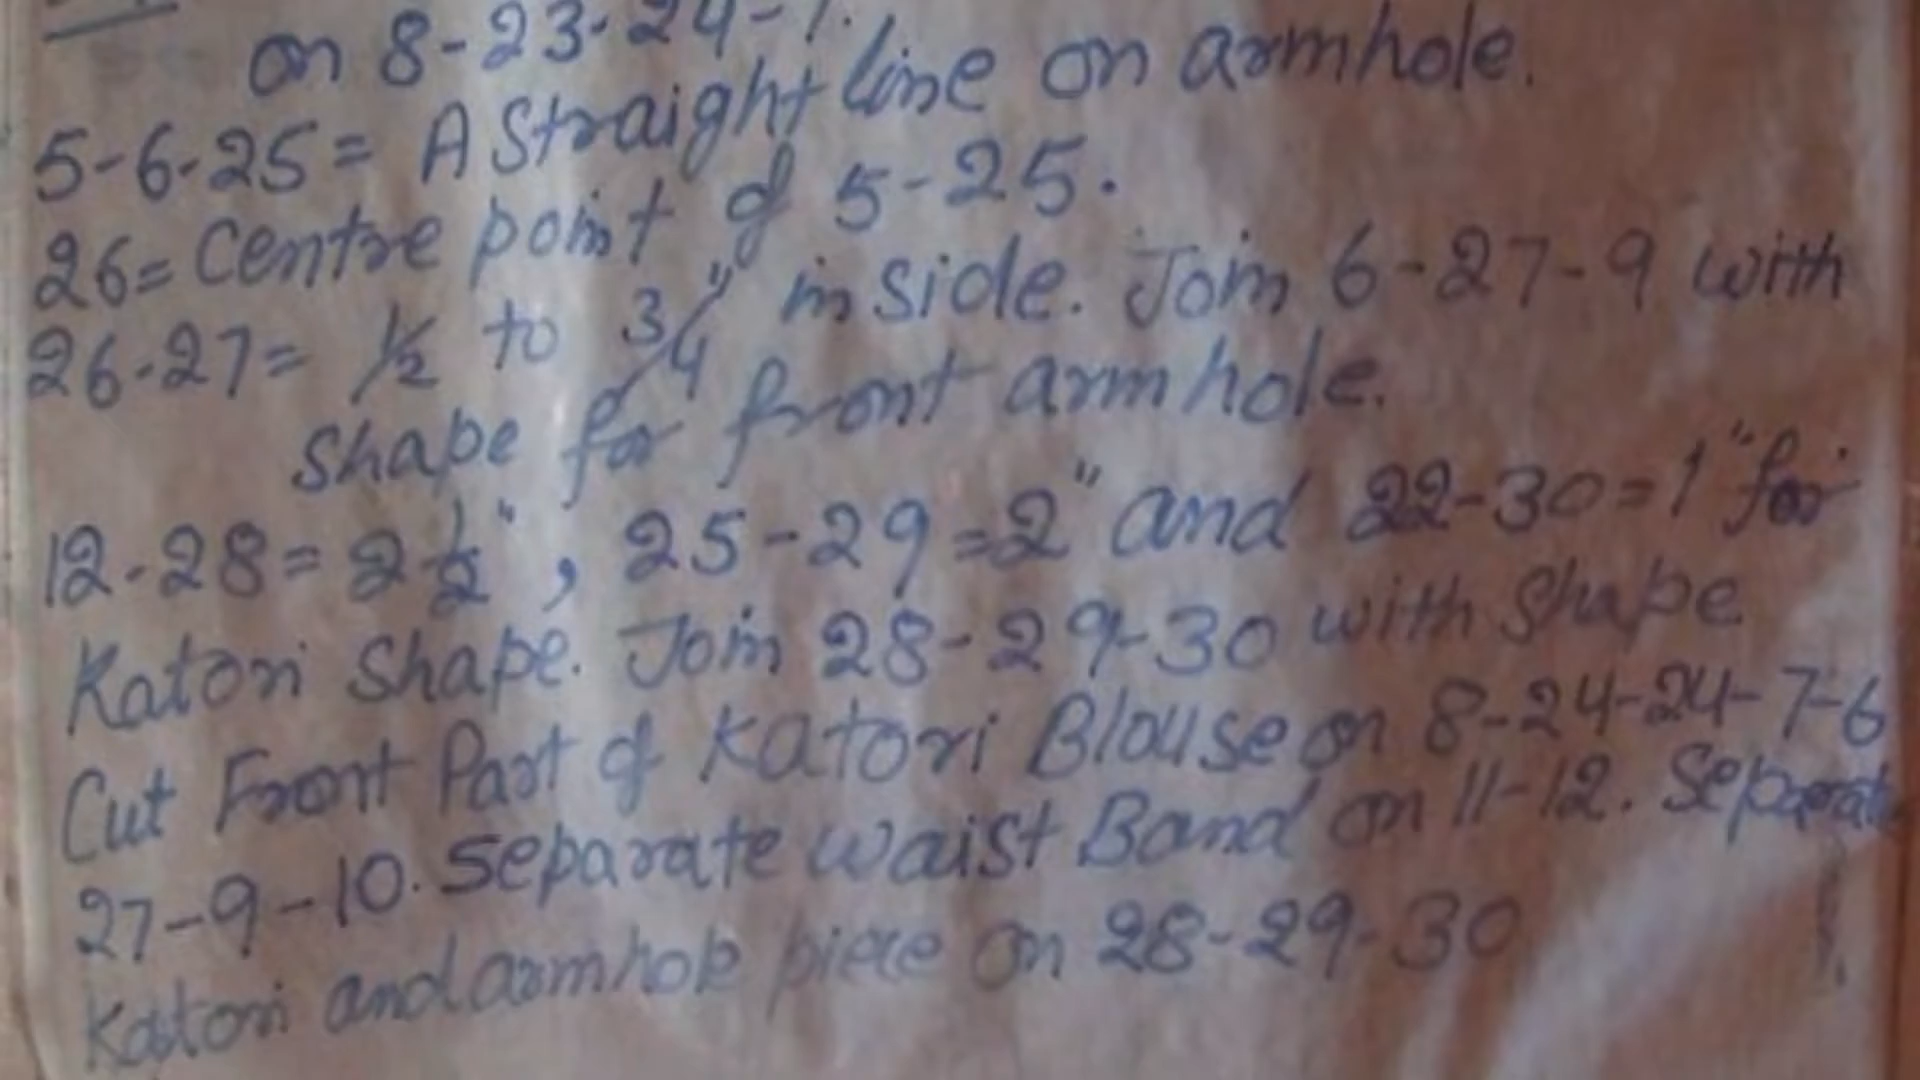 on 8-23-24-7.
5-6-25= A Straight line on armhole.
26= Centre point of 5-25.
26-27= 1/2 to 3/4" inside. Join 6-27-9 with
shape for front armhole.
12-28= 2 1/2", 25-29=2" and 22-30=1" for
Katori shape. Join 28-29-30 with Shape
Cut Front Part of Katori Blouse on 8-24-24-7-6
27-9-10. Separate Waist Band on 11-12. Separate
Katori and armhole piece on 28-29-30